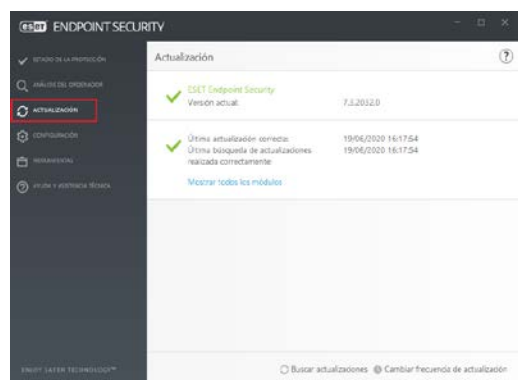 eset ENDPOINT SECURITY
ESTADO DE LA PROTECCIÓN
ANÁLISIS DEL ORDENADOR
ACTUALIZACIÓN
CONFIGURACIÓN
HERRAMIENTAS
AYUDA Y ASISTENCIA TÉCNICA
ENJOY SAFER TECHNOLOGY™
Actualización
ESET Endpoint Security
Versión actual: 7.3.2032.0
Última actualización correcta: 19/06/2020 16:17:54
Última búsqueda de actualizaciones 19/06/2020 16:17:54
realizada correctamente:
Mostrar todos los módulos
Buscar actualizaciones Cambiar frecuencia de actualización